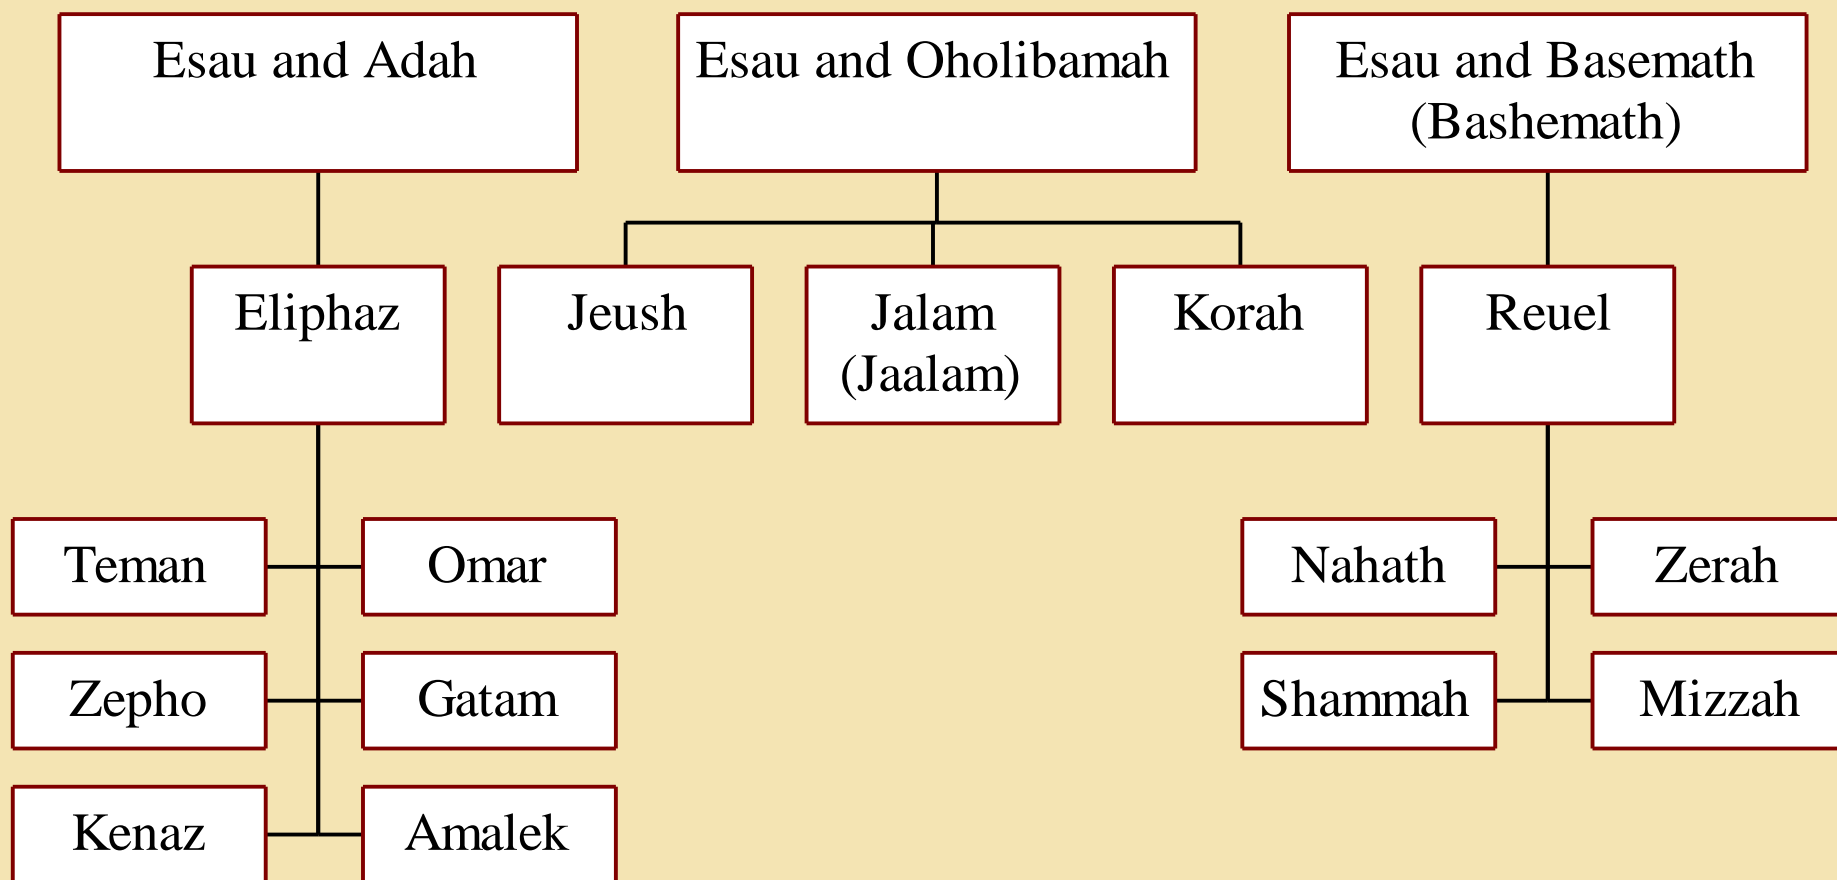 Esau and Adah
Esau and Oholibamah
Esau and Basemath
(Bashemath)
Eliphaz
Jeush
Jalam
(Jaalam)
Korah
Reuel
Teman
Omar
Nahath
Zerah
Zepho
Gatam
Shammah
Mizzah
Kenaz
Amalek